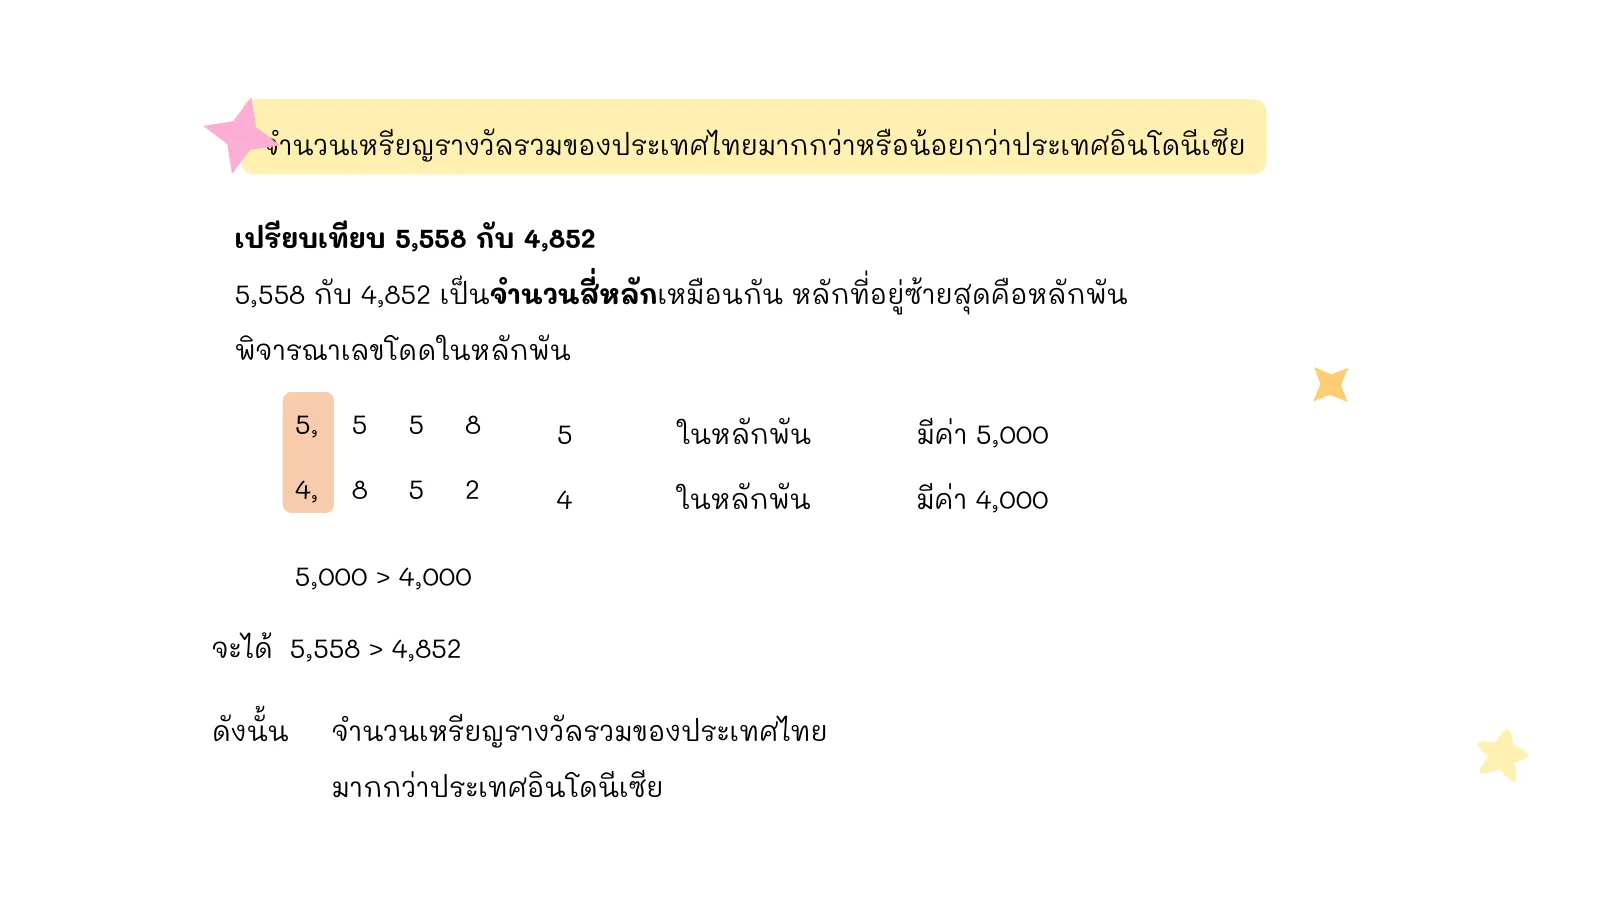 จำนวนเหรียญรางวัลรวมของประเทศไทยมากกว่าหรือน้อยกว่าประเทศอินโดนีเซีย
เปรียบเทียบ 5,558 กับ 4,852
5,558 กับ 4,852 เป็นจำนวนสี่หลักเหมือนกัน หลักที่อยู่ซ้ายสุดคือหลักพัน
พิจารณาเลขโดดในหลักพัน
5, 5 5 8 5 ในหลักพัน มีค่า 5,000
4, 8 5 2 4 ในหลักพัน มีค่า 4,000
5,000 > 4,000
จะได้ 5,558 > 4,852
ดังนั้น จำนวนเหรียญรางวัลรวมของประเทศไทย
มากกว่าประเทศอินโดนีเซีย